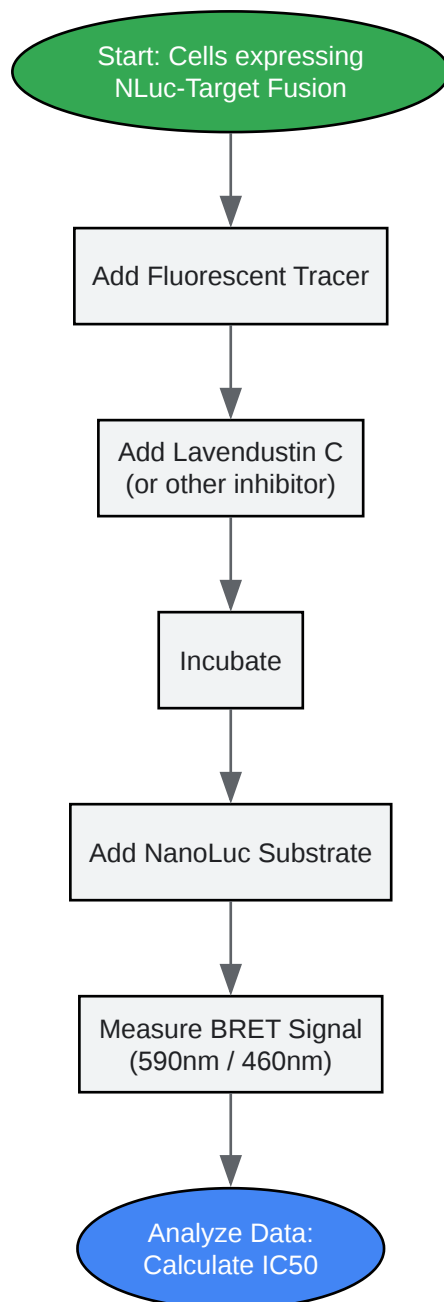 Start: Cells expressing
NLuc-Target Fusion
Add Fluorescent Tracer
Add Lavendustin C
(or other inhibitor)
Incubate
Add NanoLuc Substrate
Measure BRET Signal
(590nm / 460nm)
Analyze Data:
Calculate IC50